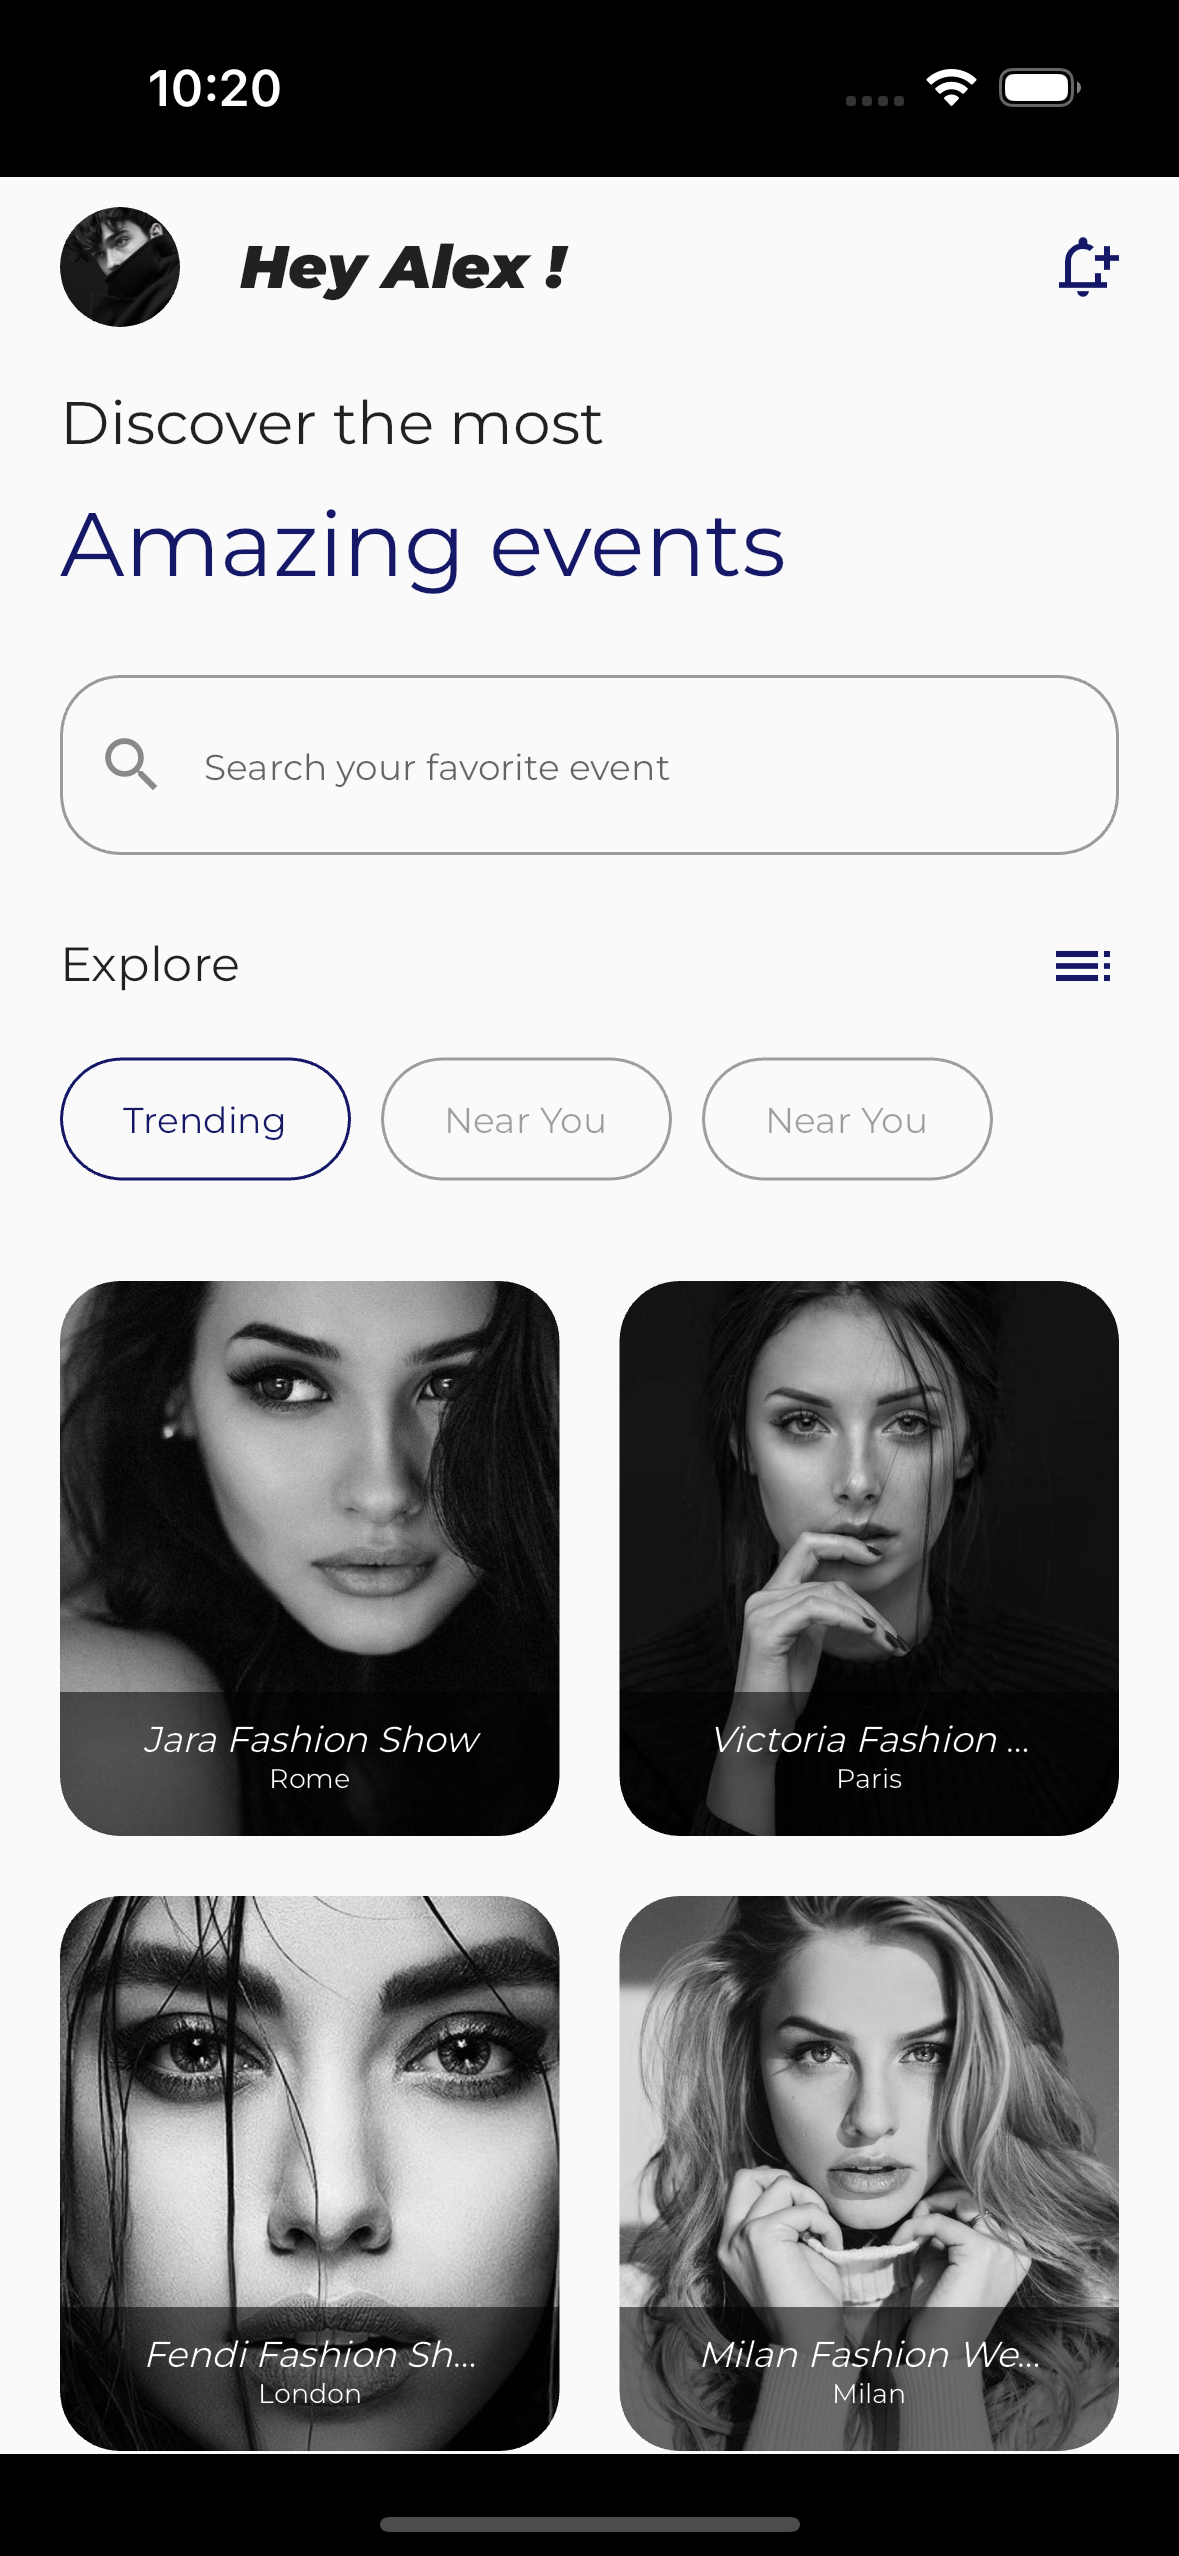 10:20
Hey Alex !
Discover the most
Amazing events
Search your favorite event
Explore
Trending
Near You
Near You
Jara Fashion Show
Rome
Victoria Fashion ...
Paris
Fendi Fashion Sh...
London
Milan Fashion We...
Milan